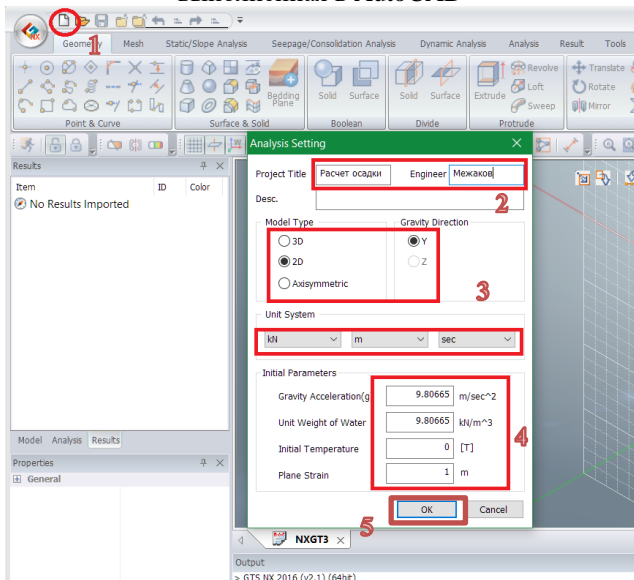 выполненная в AutoCAD
NX
1
Geometry Mesh Static/Slope Analysis Seepage/Consolidation Analysis Dynamic Analysis Analysis Result Tools
Bedding Plane
Solid Surface
Solid Surface
Extrude
Revolve
Loft
Sweep
Translate
Rotate
Mirror
Point & Curve Surface & Solid Boolean Divide Protrude
Results
Item ID Color
No Results Imported
Analysis Setting
Project Title Расчет осадки Engineer Межаков
2
Desc.
Model Type Gravity Direction
3D Y
2D Z
Axisymmetric
3
Unit System
kN m sec
Initial Parameters
Gravity Acceleration(g 9.80665 m/sec^2
Unit Weight of Water 9.80665 kN/m^3
4
Initial Temperature 0 [T]
Plane Strain 1 m
OK Cancel
5
Model Analysis Results
Properties
General
NXGT3
Output
> GTS NX 2016 (v2.1) (64bit)